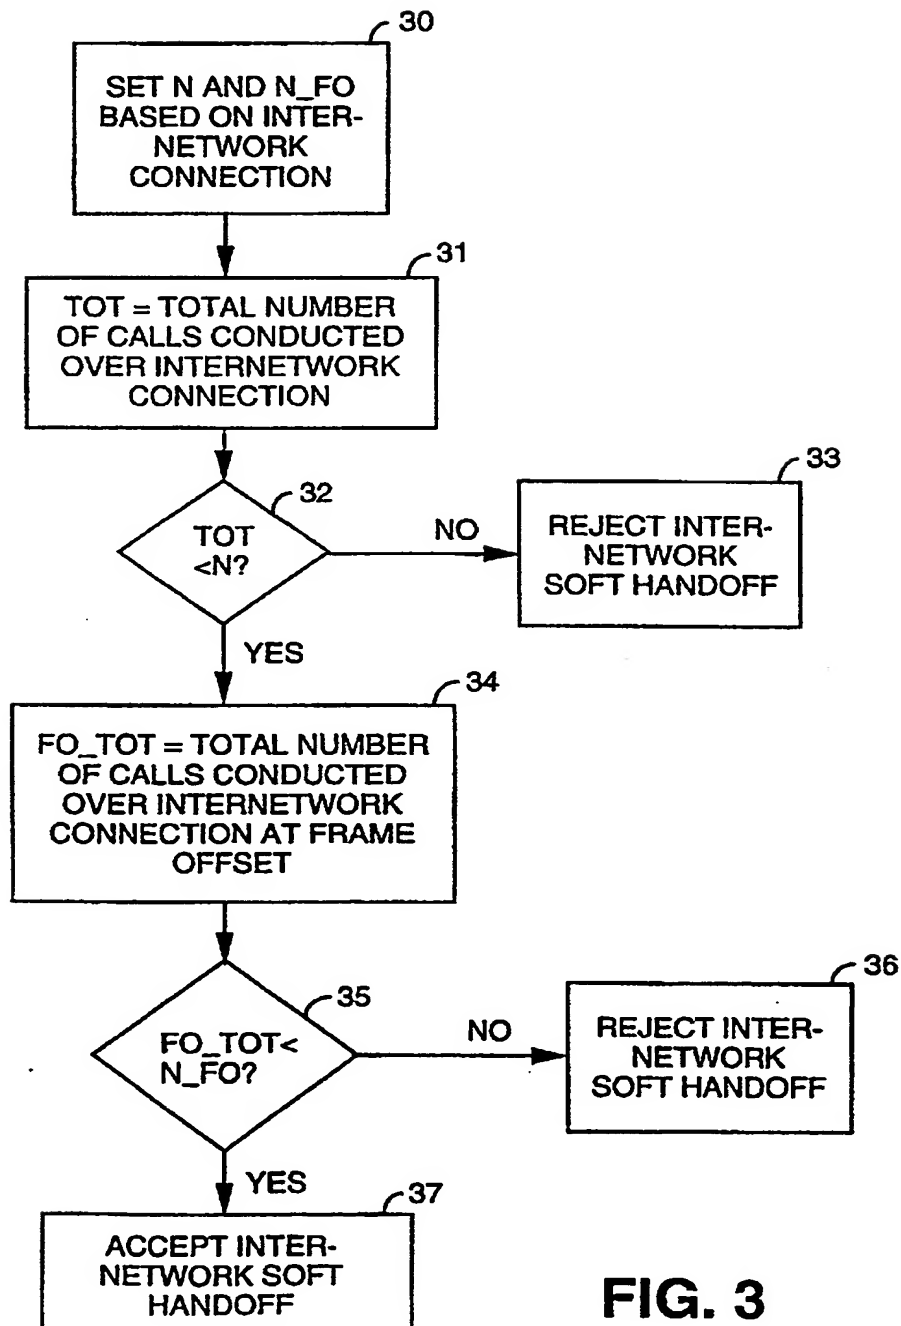 30
SET N AND N_FO
BASED ON INTER-
NETWORK
CONNECTION
31
TOT = TOTAL NUMBER
OF CALLS CONDUCTED
OVER INTERNETWORK
CONNECTION
32
TOT
<N?
NO
33
REJECT INTER-
NETWORK
SOFT HANDOFF
YES
34
FO_TOT = TOTAL NUMBER
OF CALLS CONDUCTED
OVER INTERNETWORK
CONNECTION AT FRAME
OFFSET
35
FO_TOT<
N_FO?
NO
36
REJECT INTER-
NETWORK
SOFT HANDOFF
YES
37
ACCEPT INTER-
NETWORK SOFT
HANDOFF
FIG. 3